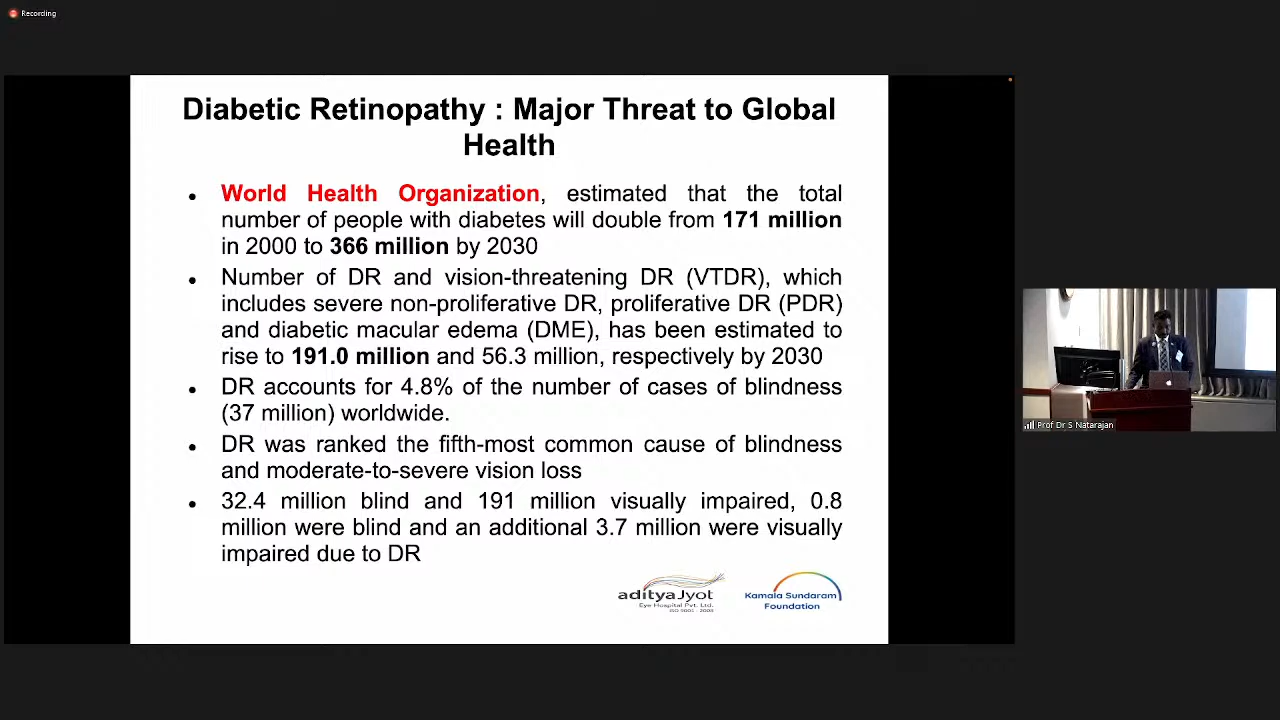 Recording
Diabetic Retinopathy : Major Threat to Global
Health
• World Health Organization, estimated that the total
number of people with diabetes will double from 171 million
in 2000 to 366 million by 2030
• Number of DR and vision-threatening DR (VTDR), which
includes severe non-proliferative DR, proliferative DR (PDR)
and diabetic macular edema (DME), has been estimated to
rise to 191.0 million and 56.3 million, respectively by 2030
• DR accounts for 4.8% of the number of cases of blindness
(37 million) worldwide.
• DR was ranked the fifth-most common cause of blindness
and moderate-to-severe vision loss
• 32.4 million blind and 191 million visually impaired, 0.8
million were blind and an additional 3.7 million were visually
impaired due to DR
adityaJyot
Eye Hospital Pvt. Ltd.
ISO 9001 : 2008
Kamala Sundaram
Foundation
Prof Dr S Natarajan